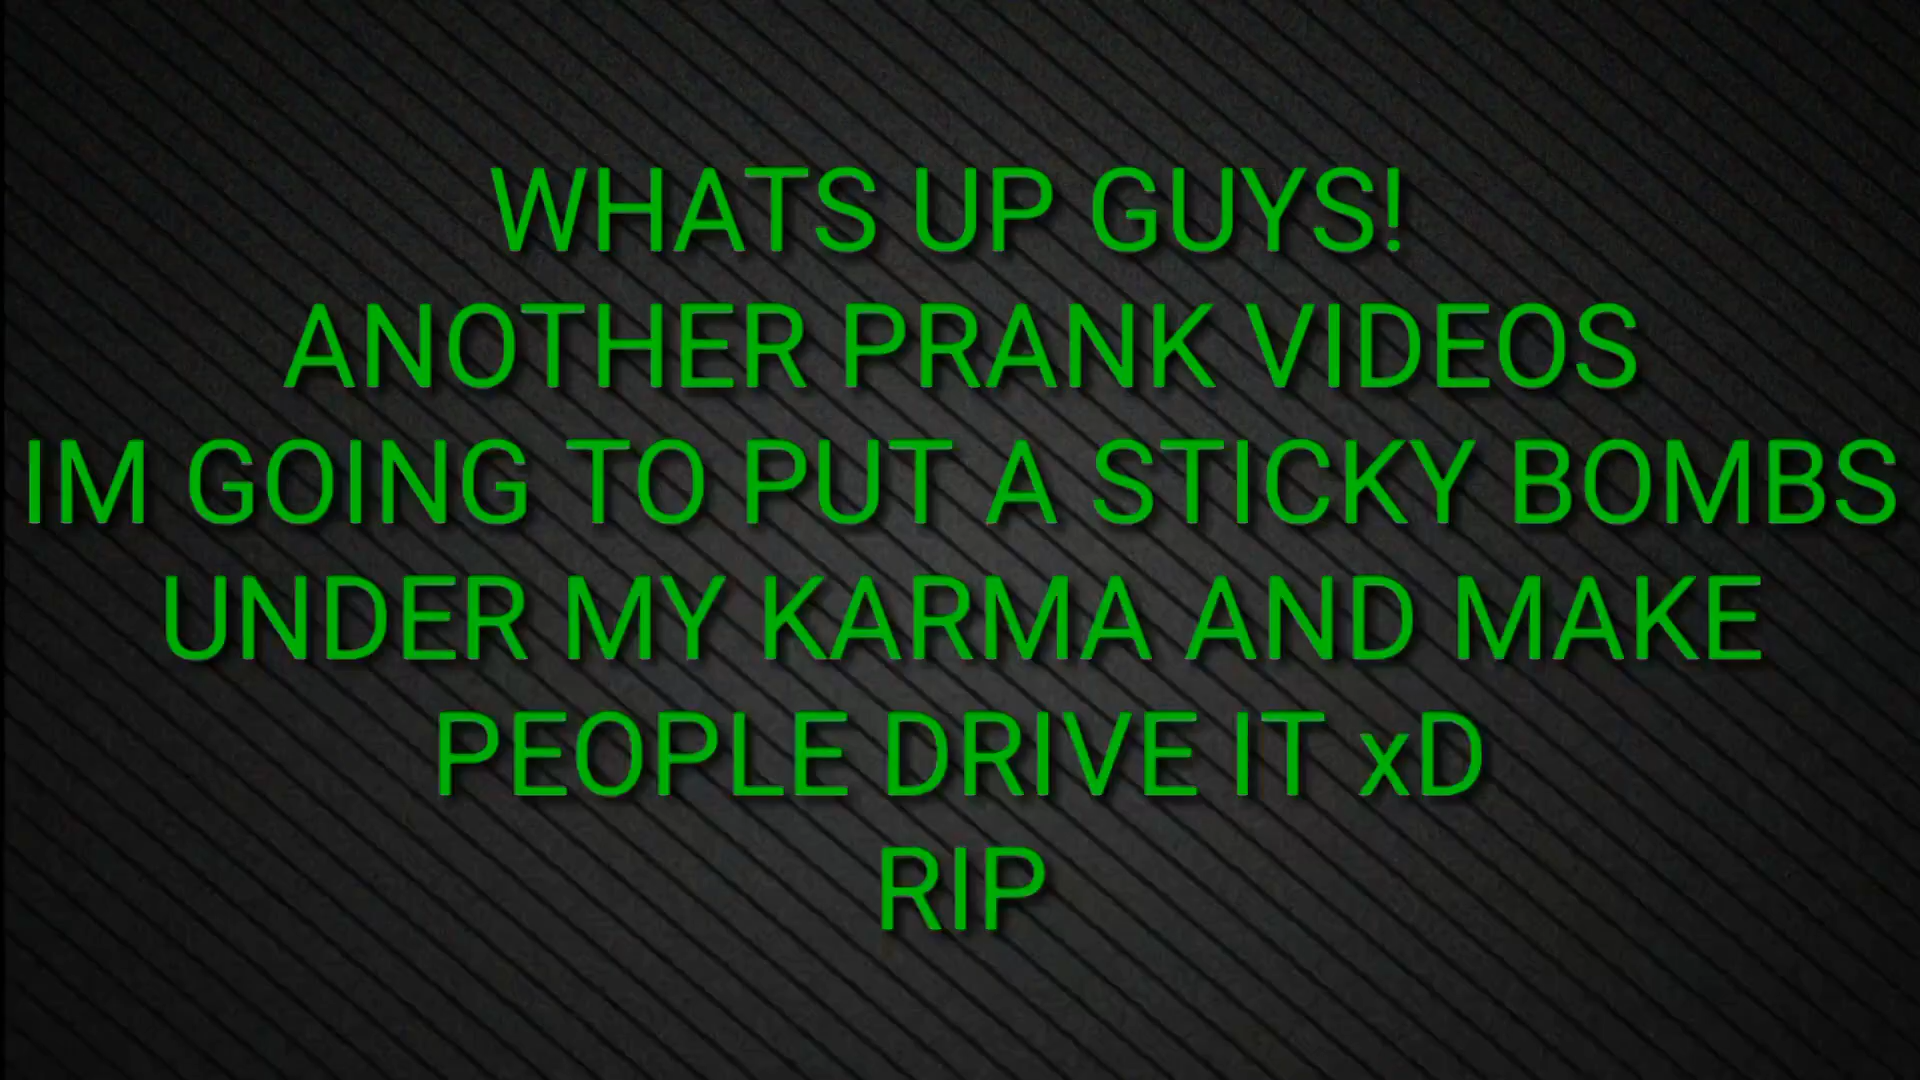 WHATS UP GUYS!
ANOTHER PRANK VIDEOS
IM GOING TO PUT A STICKY BOMBS
UNDER MY KARMA AND MAKE
PEOPLE DRIVE IT xD
RIP